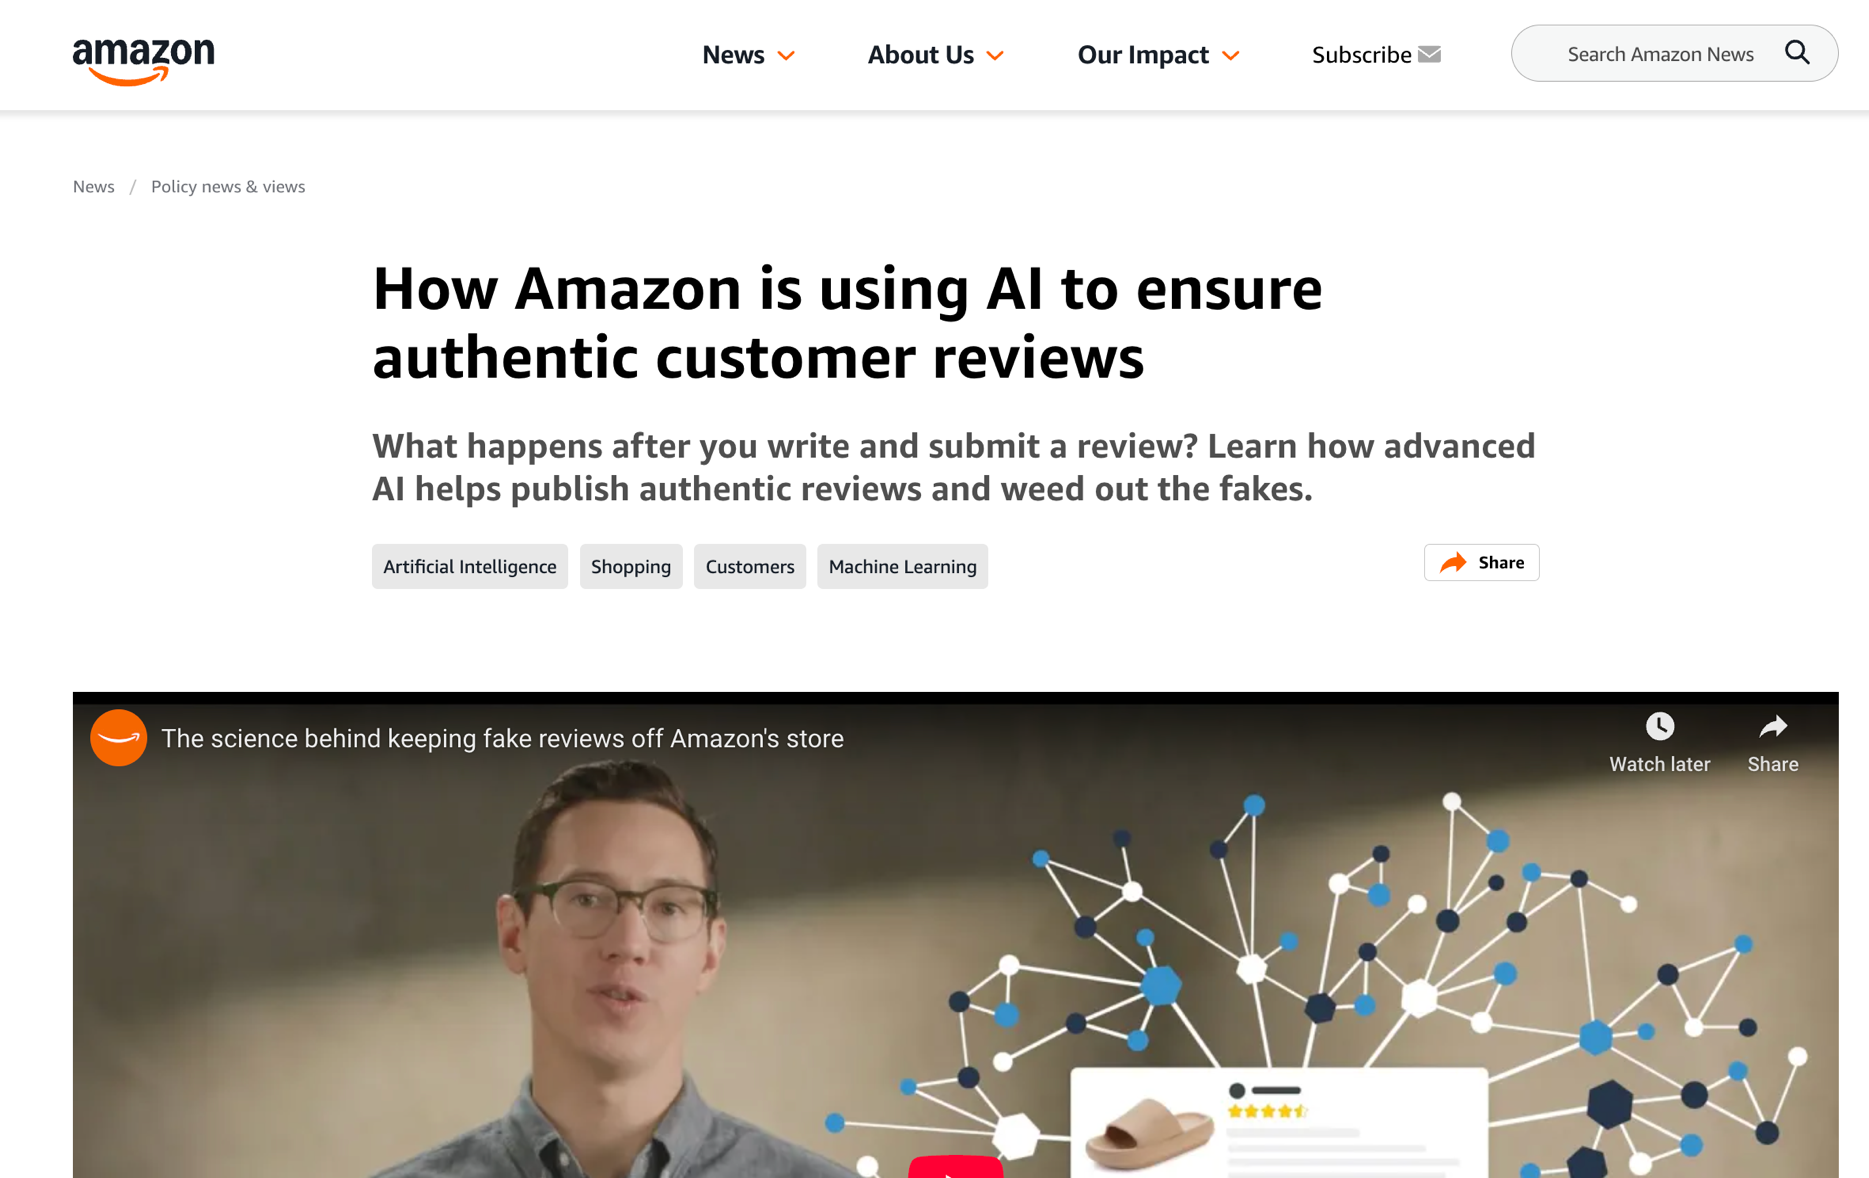 amazon
News
About Us
Our Impact
Subscribe
Search Amazon News
News / Policy news & views
How Amazon is using AI to ensure
authentic customer reviews
What happens after you write and submit a review? Learn how advanced
AI helps publish authentic reviews and weed out the fakes.
Artificial Intelligence
Shopping
Customers
Machine Learning
Share
The science behind keeping fake reviews off Amazon's store
Watch later
Share